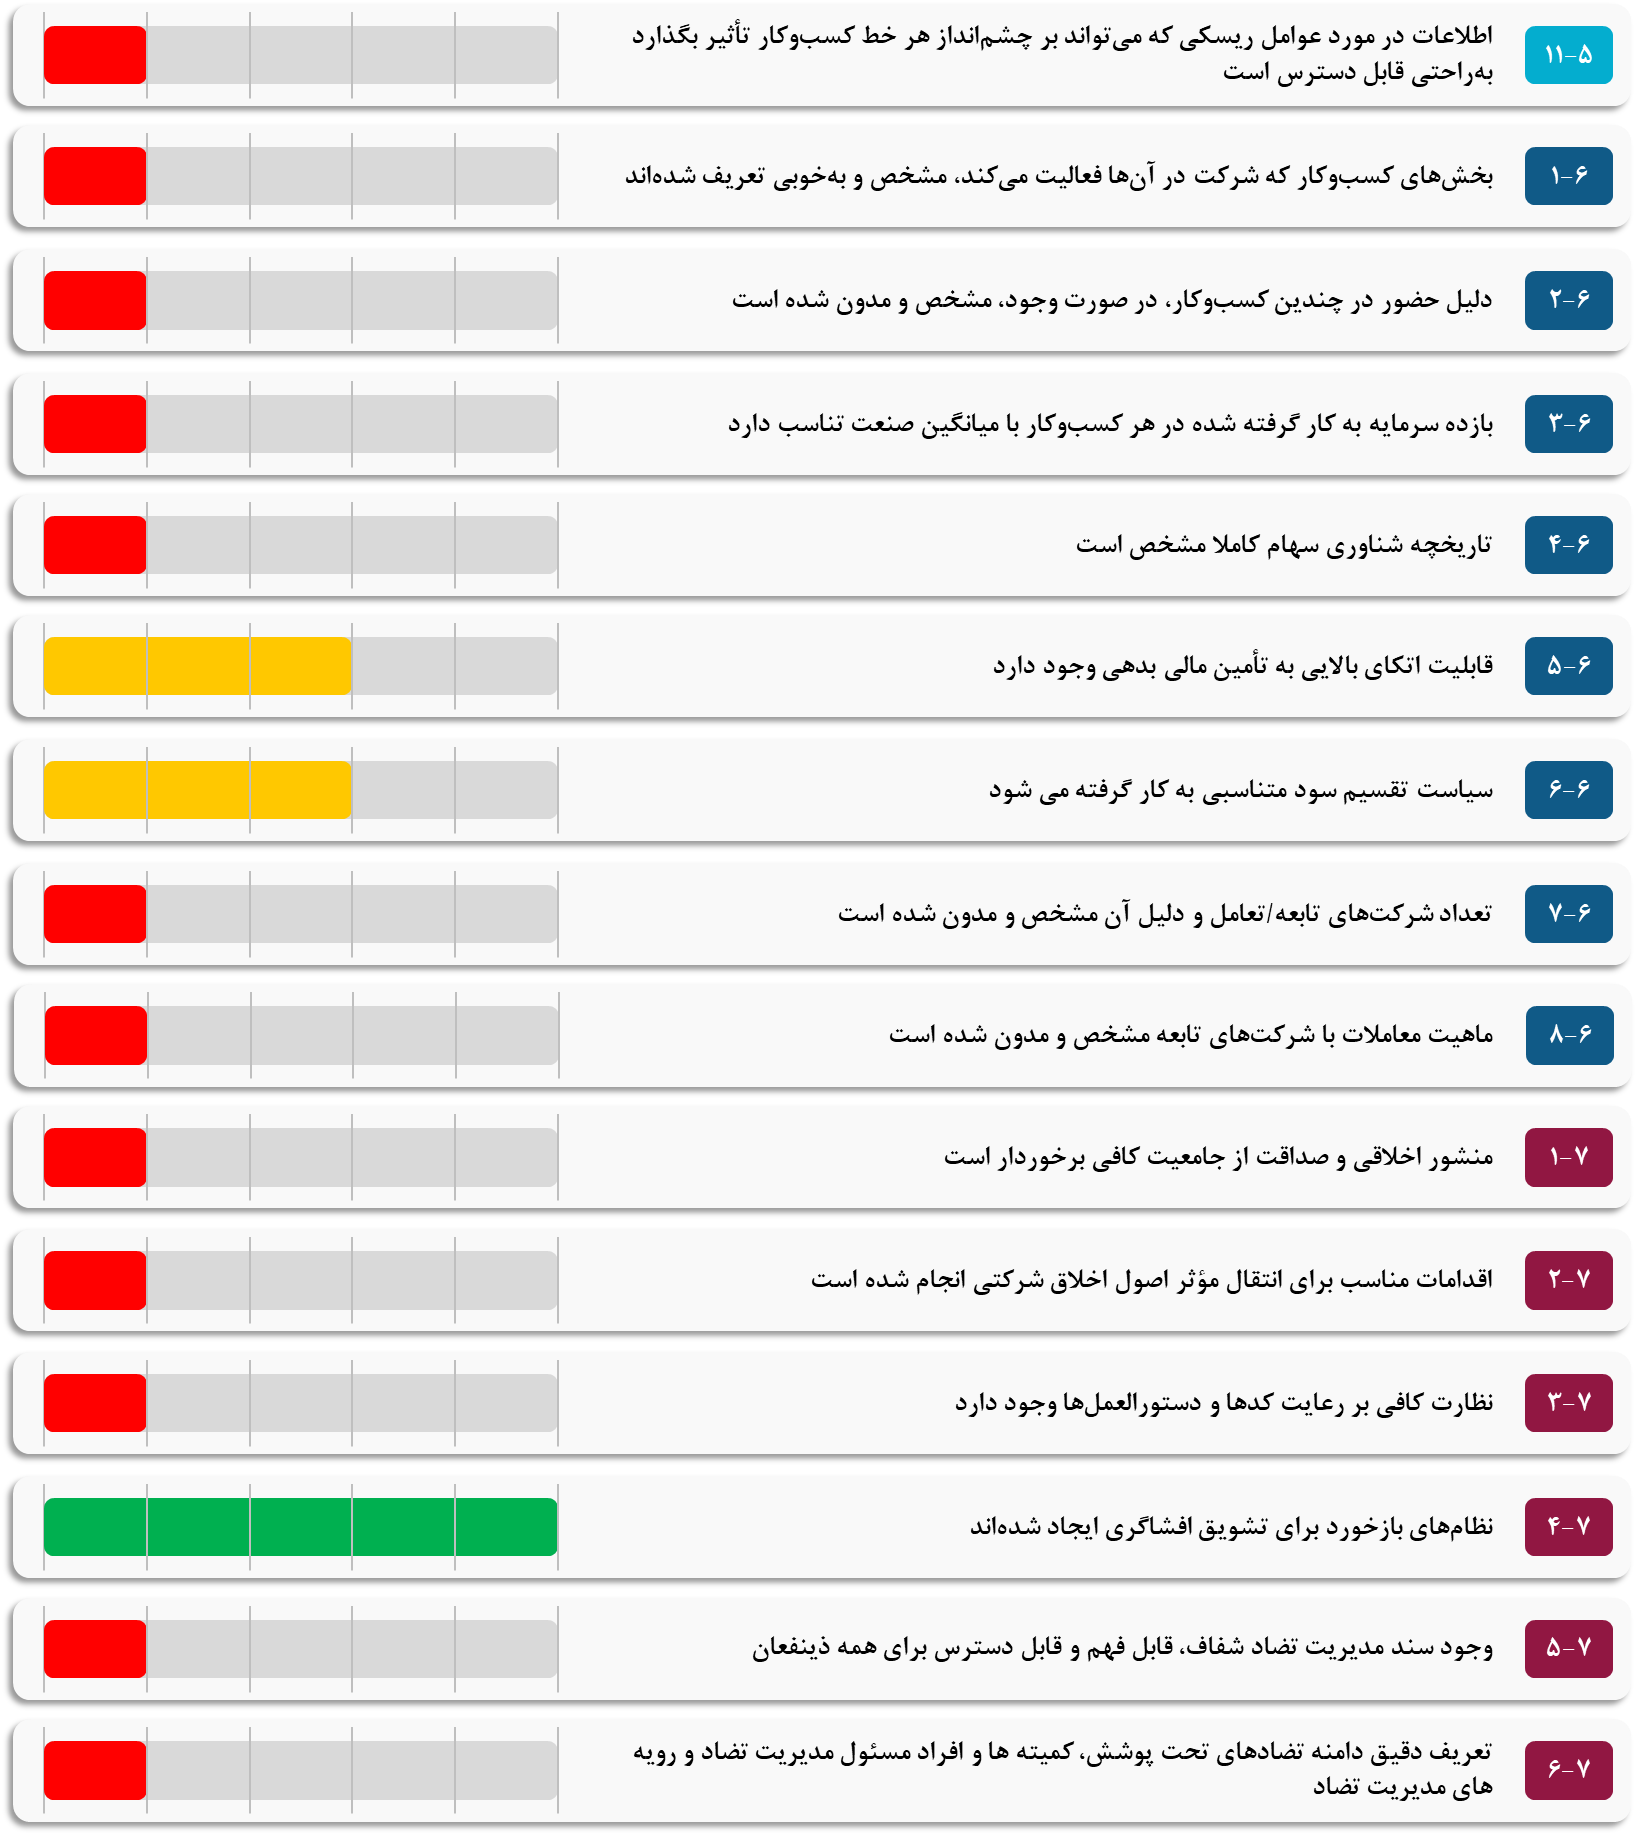 ۱۱-۵
اطلاعات در مورد عوامل ریسکی که می‌تواند بر چشم‌انداز هر خط کسب‌وکار تأثیر بگذارد
به‌راحتی قابل دسترس است
۱-۶
بخش‌های کسب‌وکار که شرکت در آن‌ها فعالیت می‌کند، مشخص و به‌خوبی تعریف شده‌اند
۲-۶
دلیل حضور در چندین کسب‌وکار، در صورت وجود، مشخص و مدون شده است
۳-۶
بازده سرمایه به کار گرفته شده در هر کسب‌وکار با میانگین صنعت تناسب دارد
۴-۶
تاریخچه شناوری سهام کاملا مشخص است
۵-۶
قابلیت اتکای بالایی به تأمین مالی بدهی وجود دارد
۶-۶
سیاست تقسیم سود متناسبی به کار گرفته می شود
۷-۶
تعداد شرکت‌های تابعه/تعامل و دلیل آن مشخص و مدون شده است
۸-۶
ماهیت معاملات با شرکت‌های تابعه مشخص و مدون شده است
۱-۷
منشور اخلاقی و صداقت از جامعیت کافی برخوردار است
۲-۷
اقدامات مناسب برای انتقال مؤثر اصول اخلاق شرکتی انجام شده است
۳-۷
نظارت کافی بر رعایت کدها و دستورالعمل‌ها وجود دارد
۴-۷
نظام‌های بازخورد برای تشویق افشاگری ایجاد شده‌اند
۵-۷
وجود سند مدیریت تضاد شفاف، قابل فهم و قابل دسترس برای همه ذینفعان
۶-۷
تعریف دقیق دامنه تضادهای تحت پوشش، کمیته ها و افراد مسئول مدیریت تضاد و رویه
های مدیریت تضاد